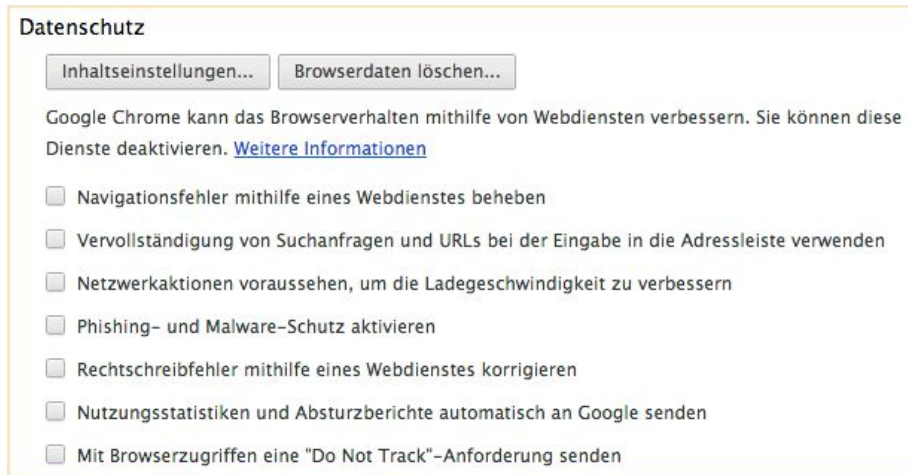 Datenschutz
Inhaltseinstellungen... Browserdaten löschen...
Google Chrome kann das Browserverhalten mithilfe von Webdiensten verbessern. Sie können diese
Dienste deaktivieren. Weitere Informationen
Navigationsfehler mithilfe eines Webdienstes beheben
Vervollständigung von Suchanfragen und URLs bei der Eingabe in die Adressleiste verwenden
Netzwerkaktionen voraussehen, um die Ladegeschwindigkeit zu verbessern
Phishing- und Malware-Schutz aktivieren
Rechtschreibfehler mithilfe eines Webdienstes korrigieren
Nutzungsstatistiken und Absturzberichte automatisch an Google senden
Mit Browserzugriffen eine "Do Not Track"-Anforderung senden